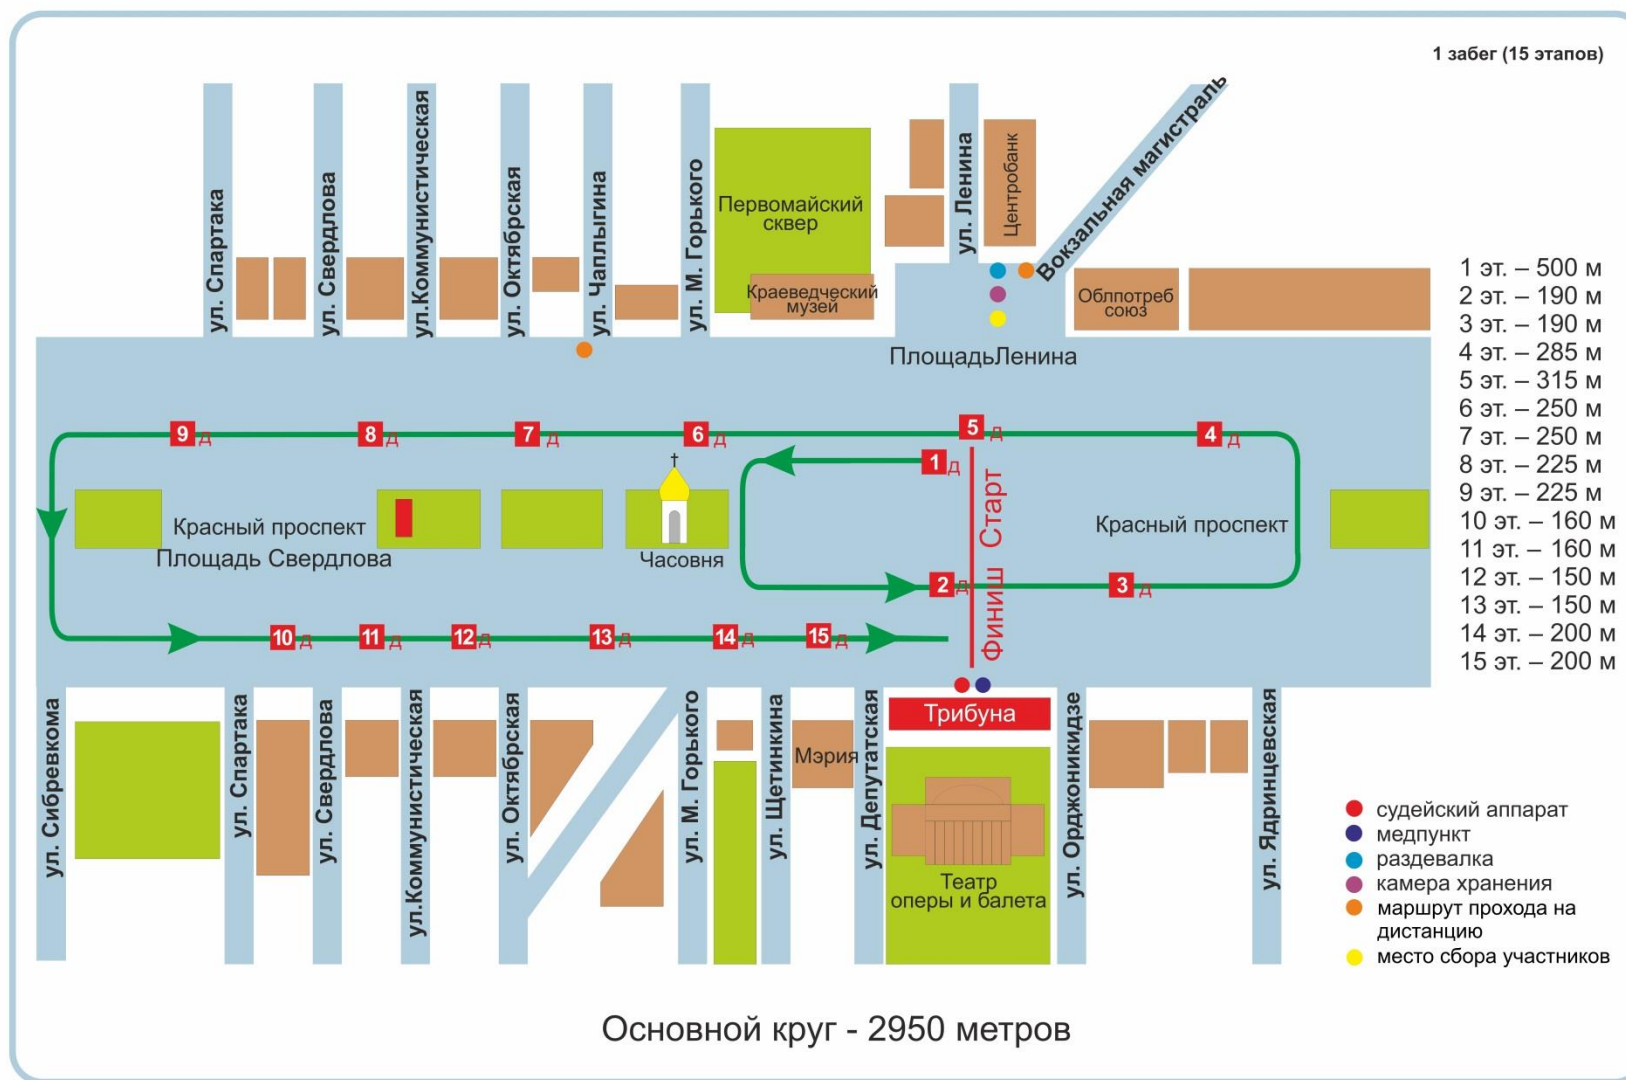 1 забег (15 этапов)
ул. Спартака
ул. Свердлова
ул.Коммунистическая
ул. Октябрская
ул. Чаплыгина
ул. М. Горького
Первомайский
сквер
Краеведческий
музей
ул. Ленина
Центробанк
Вокзальная магистраль
Облпотреб
союз
ПлощадьЛенина
1 эт. – 500 м
2 эт. – 190 м
3 эт. – 190 м
4 эт. – 285 м
5 эт. – 315 м
6 эт. – 250 м
7 эт. – 250 м
8 эт. – 225 м
9 эт. – 225 м
10 эт. – 160 м
11 эт. – 160 м
12 эт. – 150 м
13 эт. – 150 м
14 эт. – 200 м
15 эт. – 200 м
9 д
8 д
7 д
6 д
5 д
4 д
1 д
Красный проспект
Площадь Свердлова
Часовня
Старт
Финиш
Красный проспект
2 д
3 д
10 д
11 д
12 д
13 д
14 д
15 д
ул. Сибревкома
ул. Спартака
ул. Свердлова
ул.Коммунистическая
ул. Октябрская
ул. М. Горького
ул. Щетинкина
Мэрия
ул. Депутатская
Трибуна
Театр
оперы и балета
ул. Орджоникидзе
ул. Ядринцевская
судейский аппарат
медпункт
раздевалка
камера хранения
маршрут прохода на
дистанцию
место сбора участников
Основной круг - 2950 метров